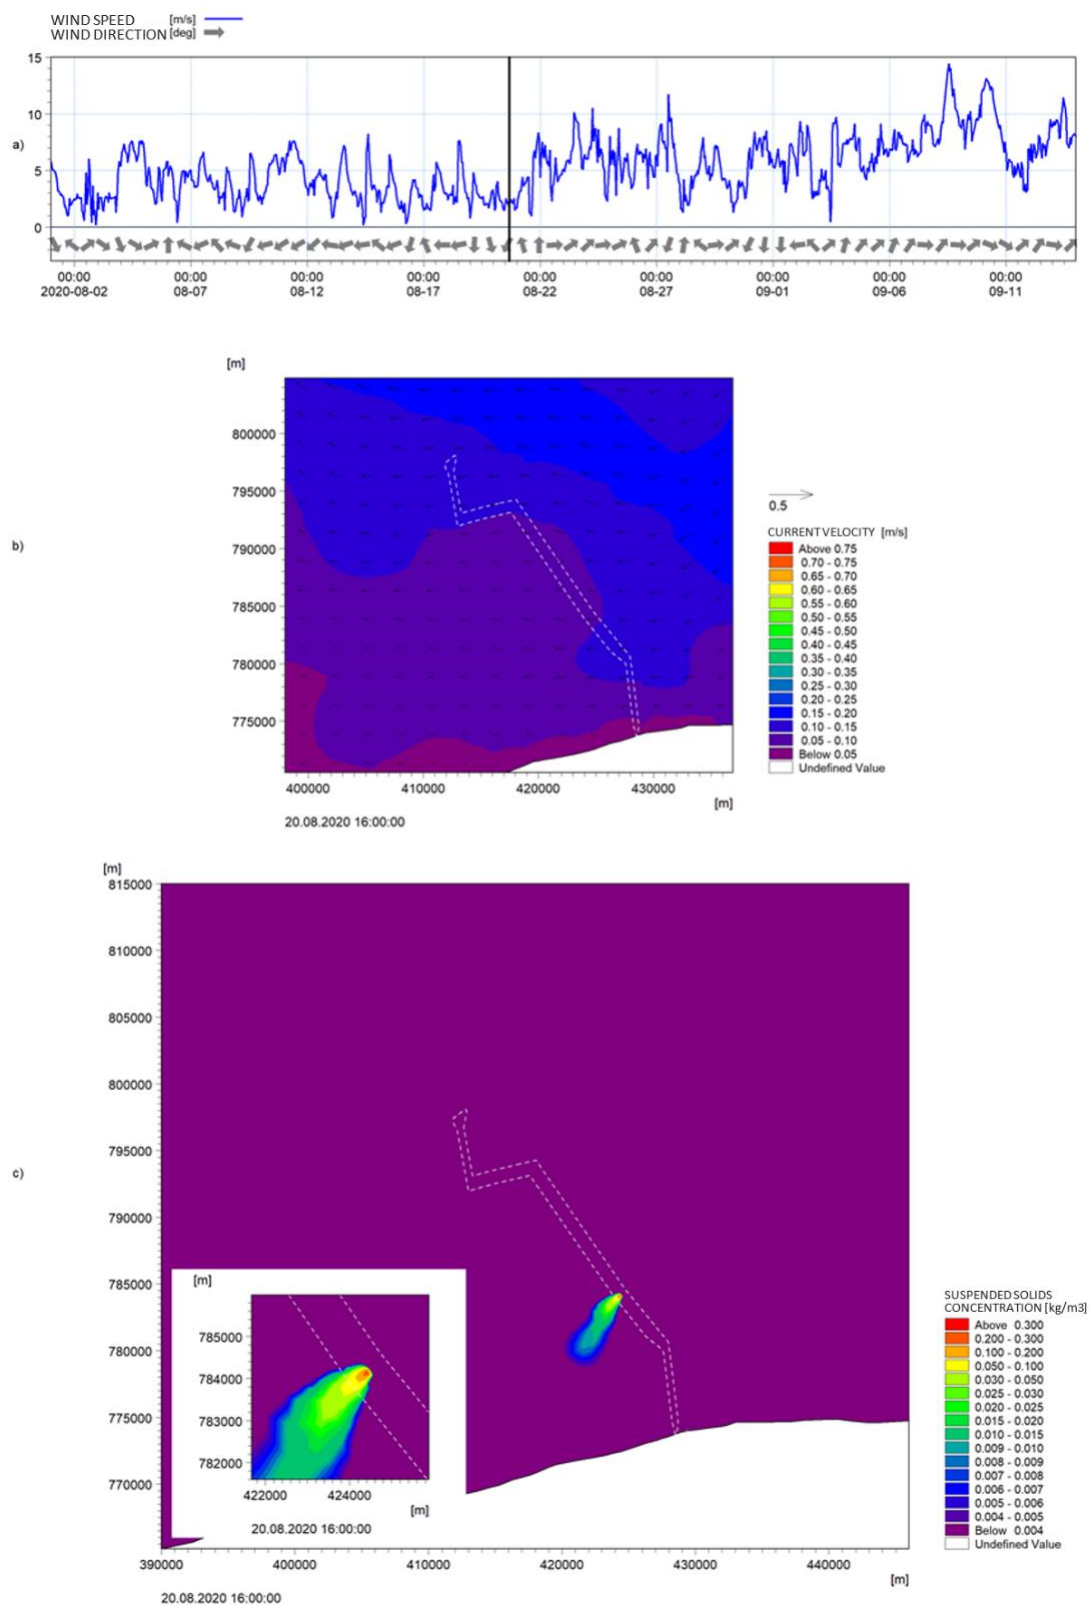 WIND SPEED [m/s]
WIND DIRECTION [deg]
a)
15
10
5
0
00:00 00:00 00:00 00:00 00:00 00:00 00:00 00:00 00:00
2020-08-02 08-07 08-12 08-17 08-22 08-27 09-01 09-06 09-11
[m]
b)
800000
795000
790000
785000
780000
775000
400000 410000 420000 430000
[m]
20.08.2020 16:00:00
0.5
CURRENT VELOCITY [m/s]
Above 0.75
0.70 - 0.75
0.65 - 0.70
0.60 - 0.65
0.55 - 0.60
0.50 - 0.55
0.45 - 0.50
0.40 - 0.45
0.35 - 0.40
0.30 - 0.35
0.25 - 0.30
0.20 - 0.25
0.15 - 0.20
0.10 - 0.15
0.05 - 0.10
Below 0.05
Undefined Value
[m]
c)
815000
810000
805000
800000
795000
790000
785000
780000
775000
770000
390000 400000 410000 420000 430000 440000
[m]
20.08.2020 16:00:00
[m]
785000
784000
783000
782000
422000 424000
[m]
20.08.2020 16:00:00
SUSPENDED SOLIDS
CONCENTRATION [kg/m3]
Above 0.300
0.200 - 0.300
0.100 - 0.200
0.050 - 0.100
0.030 - 0.050
0.025 - 0.030
0.020 - 0.025
0.015 - 0.020
0.010 - 0.015
0.009 - 0.010
0.008 - 0.009
0.007 - 0.008
0.006 - 0.007
0.005 - 0.006
0.004 - 0.005
Below 0.004
Undefined Value